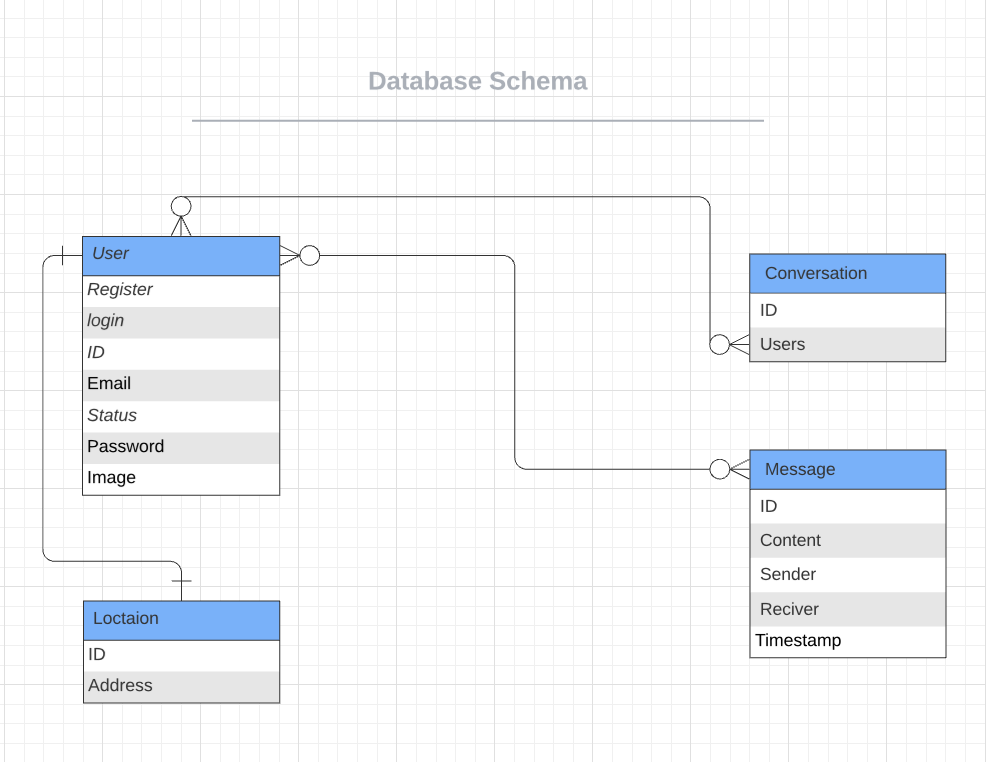 Database Schema
User
Register
login
ID
Email
Status
Password
Image
Loctaion
ID
Address
Conversation
ID
Users
Message
ID
Content
Sender
Reciver
Timestamp